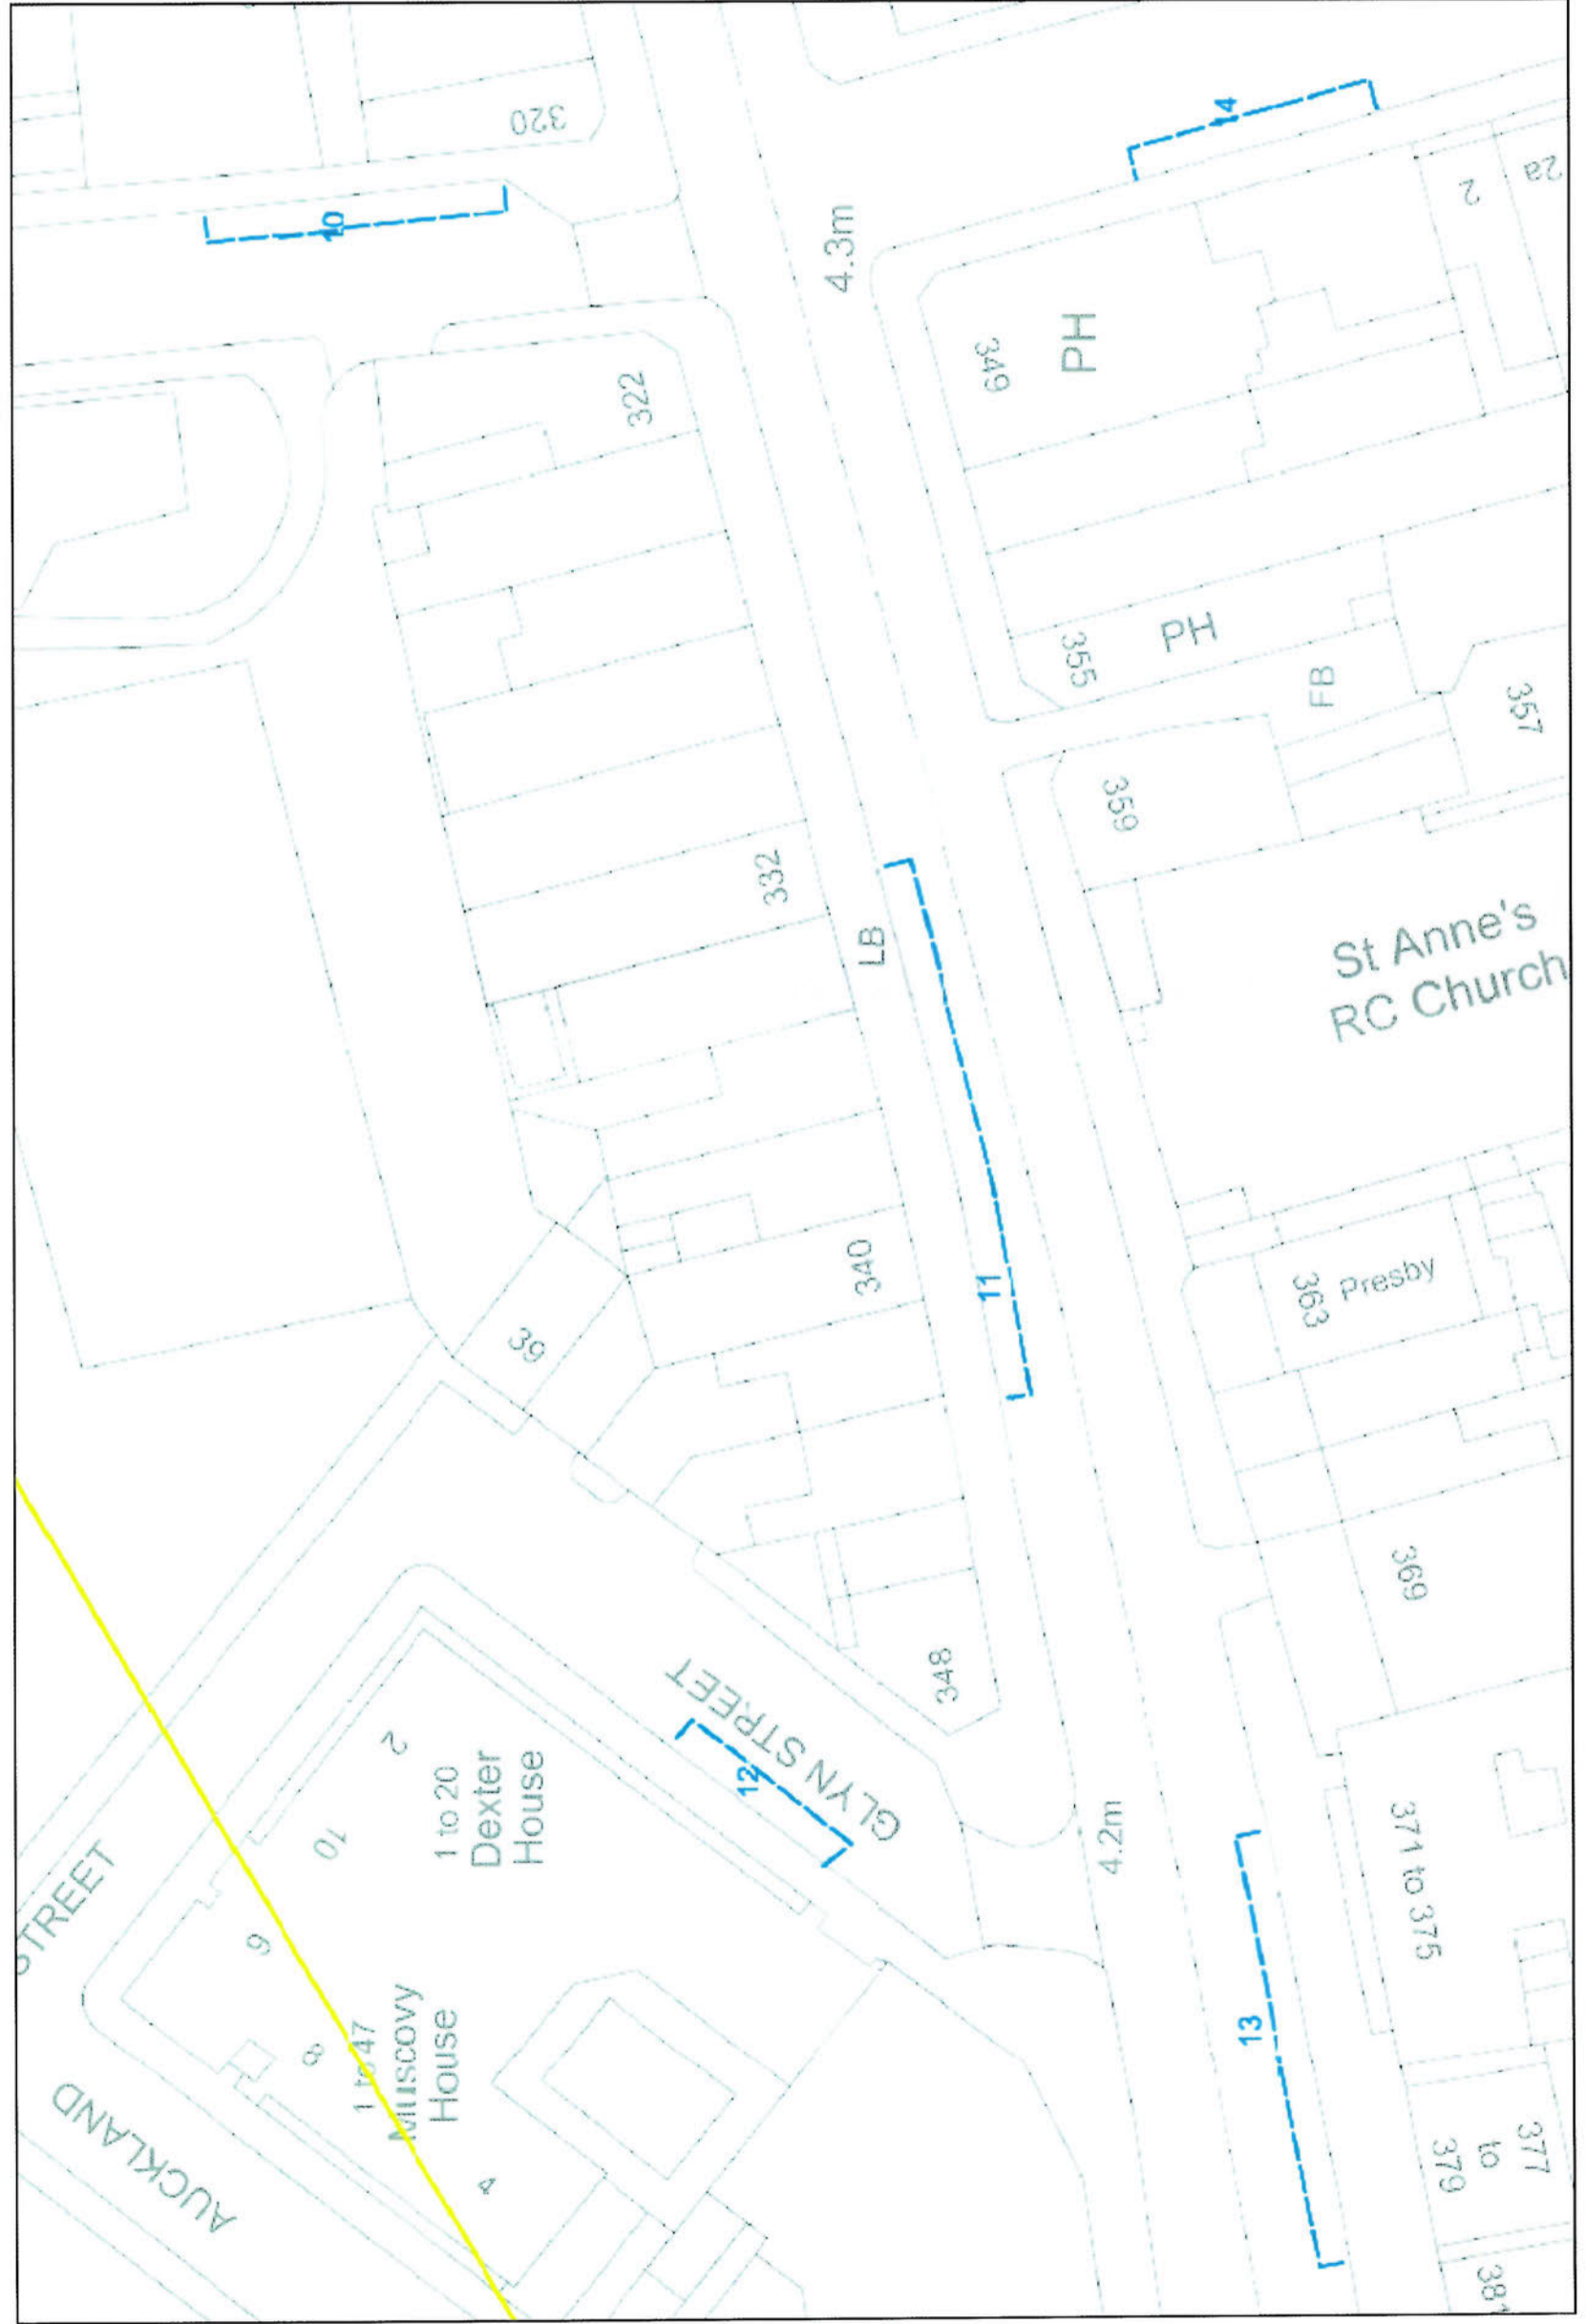 320
10
14
2
2a
4.3m
349
PH
322
355
PH
FB
357
359
332
LB
St Anne's
RC Church
340
11
363
Presby
39
369
348
GLYN STREET
12
2
1 to 20
Dexter
House
10
4.2m
371 to 375
13
STREET
9
8
1 to 47
Muscovy
House
4
AUCKLAND
377
to
379
381